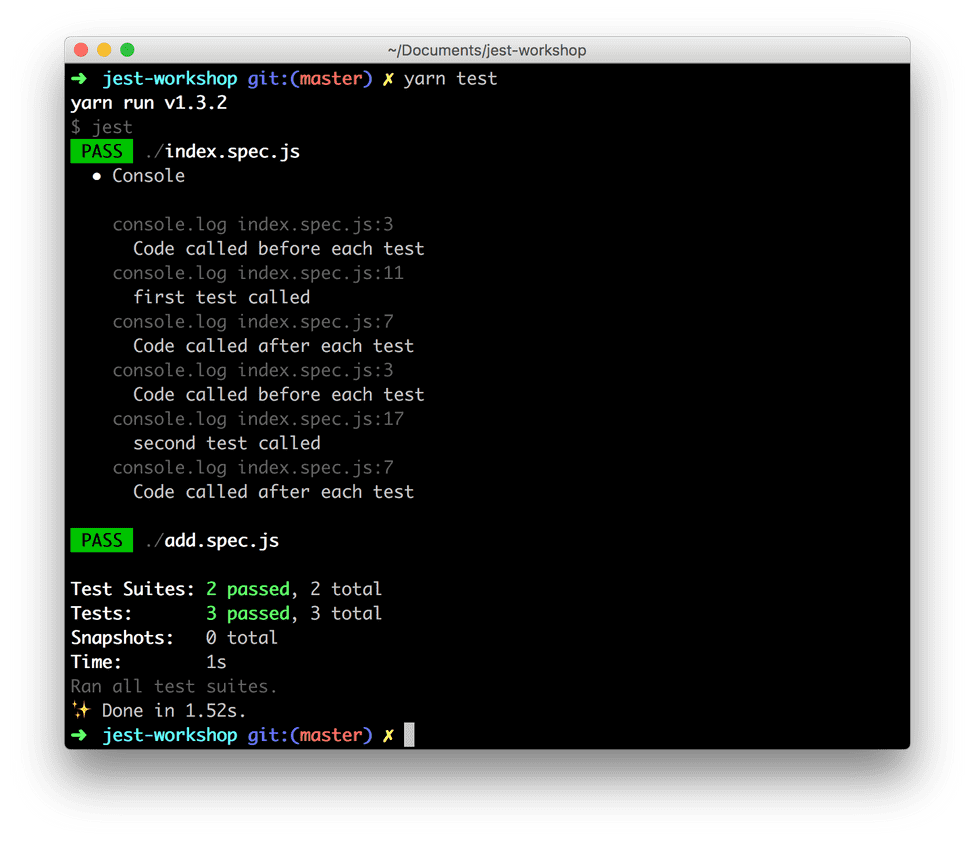 ~/Documents/jest-workshop
➜ jest-workshop git:(master) ✗ yarn test
yarn run v1.3.2
$ jest
PASS ./index.spec.js
● Console
console.log index.spec.js:3
Code called before each test
console.log index.spec.js:11
first test called
console.log index.spec.js:7
Code called after each test
console.log index.spec.js:3
Code called before each test
console.log index.spec.js:17
second test called
console.log index.spec.js:7
Code called after each test
PASS ./add.spec.js
Test Suites: 2 passed, 2 total
Tests: 3 passed, 3 total
Snapshots: 0 total
Time: 1s
Ran all test suites.
✨ Done in 1.52s.
➜ jest-workshop git:(master) ✗